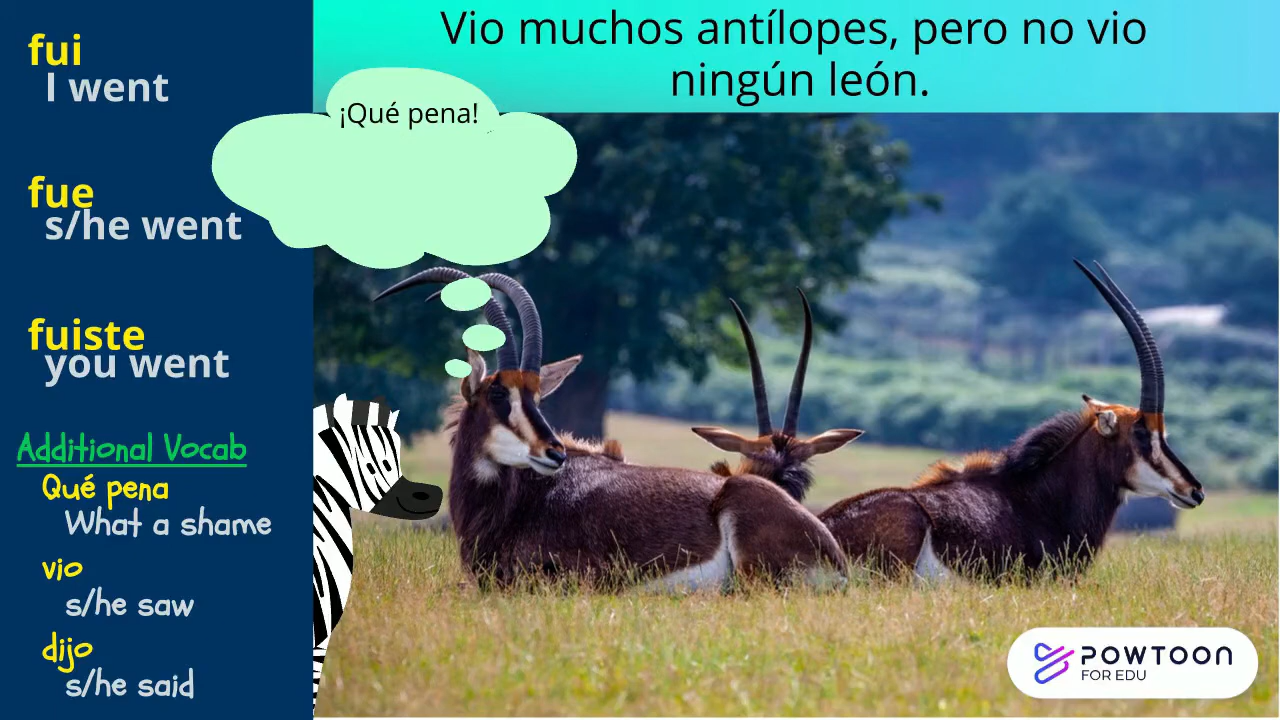 Vio muchos antílopes, pero no vio
ningún león.
¡Qué pena!
fui
I went
fue
s/he went
fuiste
you went
Additional Vocab
Qué pena
What a shame
vio
s/he saw
dijo
s/he said
POWTOON
FOR EDU